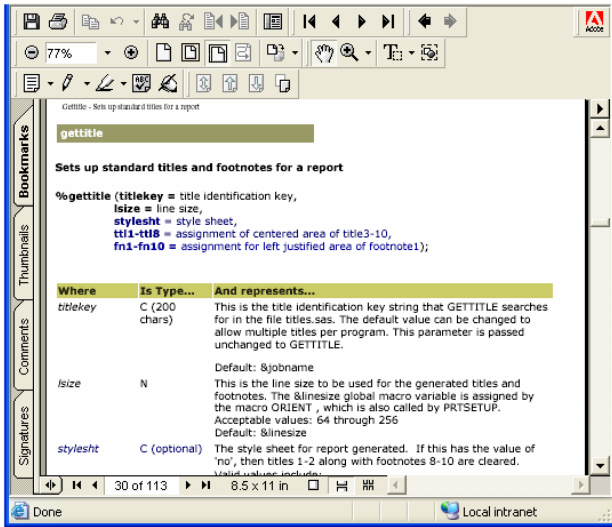 Adobe
77%
Bookmarks
Thumbnails
Comments
Signatures
Gettitle - Sets up standard titles for a report
gettitle
Sets up standard titles and footnotes for a report
%gettitle (titlekey = title identification key,
lsize = line size,
stylesht = style sheet,
ttl1-ttl8 = assignment of centered area of title3-10,
fn1-fn10 = assignment for left justified area of footnote1);
Where Is Type... And represents...
titlekey C (200 This is the title identification key string that GETTITLE searches
chars) for in the file titles.sas. The default value can be changed to
allow multiple titles per program. This parameter is passed
unchanged to GETTITLE.
Default: &jobname
lsize N This is the line size to be used for the generated titles and
footnotes. The &linesize global macro variable is assigned by
the macro ORIENT , which is also called by PRTSETUP.
Acceptable values: 64 through 256
Default: &linesize
stylesht C (optional) The style sheet for report generated. If this has the value of
'no', then titles 1-2 along with footnotes 8-10 are cleared.
Valid values include:
30 of 113 8.5 x 11 in
Done Local intranet